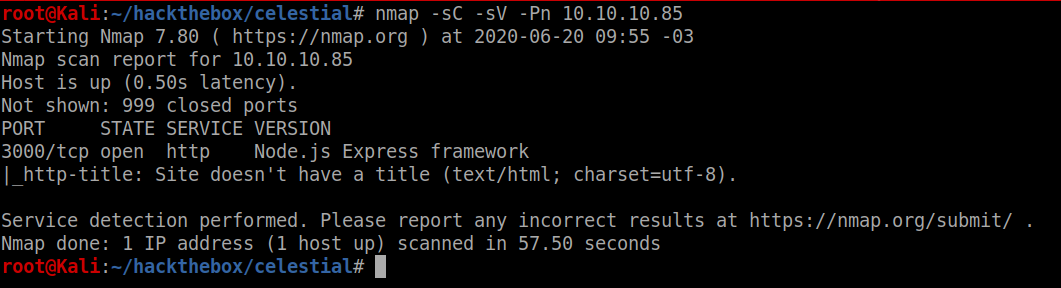 root@Kali:~/hackthebox/celestial# nmap -sC -sV -Pn 10.10.10.85
Starting Nmap 7.80 ( https://nmap.org ) at 2020-06-20 09:55 -03
Nmap scan report for 10.10.10.85
Host is up (0.50s latency).
Not shown: 999 closed ports
PORT     STATE SERVICE VERSION
3000/tcp open  http    Node.js Express framework
|_http-title: Site doesn't have a title (text/html; charset=utf-8).
Service detection performed. Please report any incorrect results at https://nmap.org/submit/ .
Nmap done: 1 IP address (1 host up) scanned in 57.50 seconds
root@Kali:~/hackthebox/celestial#